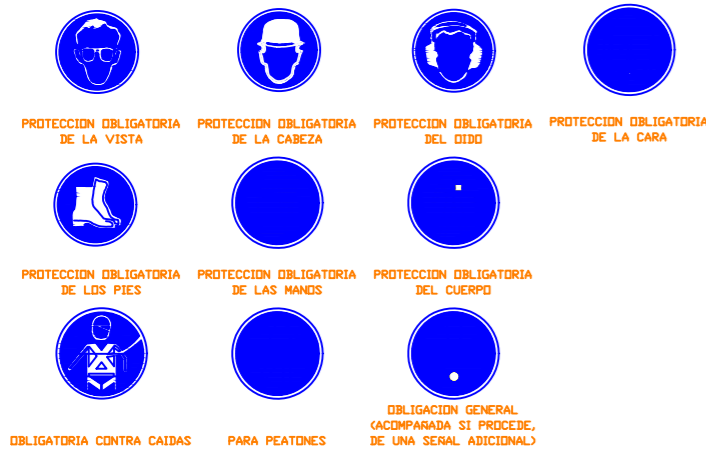 PROTECCION OBLIGATORIA
DE LA VISTA
PROTECCION OBLIGATORIA
DE LA CABEZA
PROTECCION OBLIGATORIA
DEL OIDO
PROTECCION OBLIGATORIA
DE LA CARA
PROTECCION OBLIGATORIA
DE LOS PIES
PROTECCION OBLIGATORIA
DE LAS MANOS
PROTECCION OBLIGATORIA
DEL CUERPO
OBLIGATORIA CONTRA CAIDAS
PARA PEATONES
OBLIGACION GENERAL
(ACOMPAÑADA SI PROCEDE,
DE UNA SEÑAL ADICIONAL)